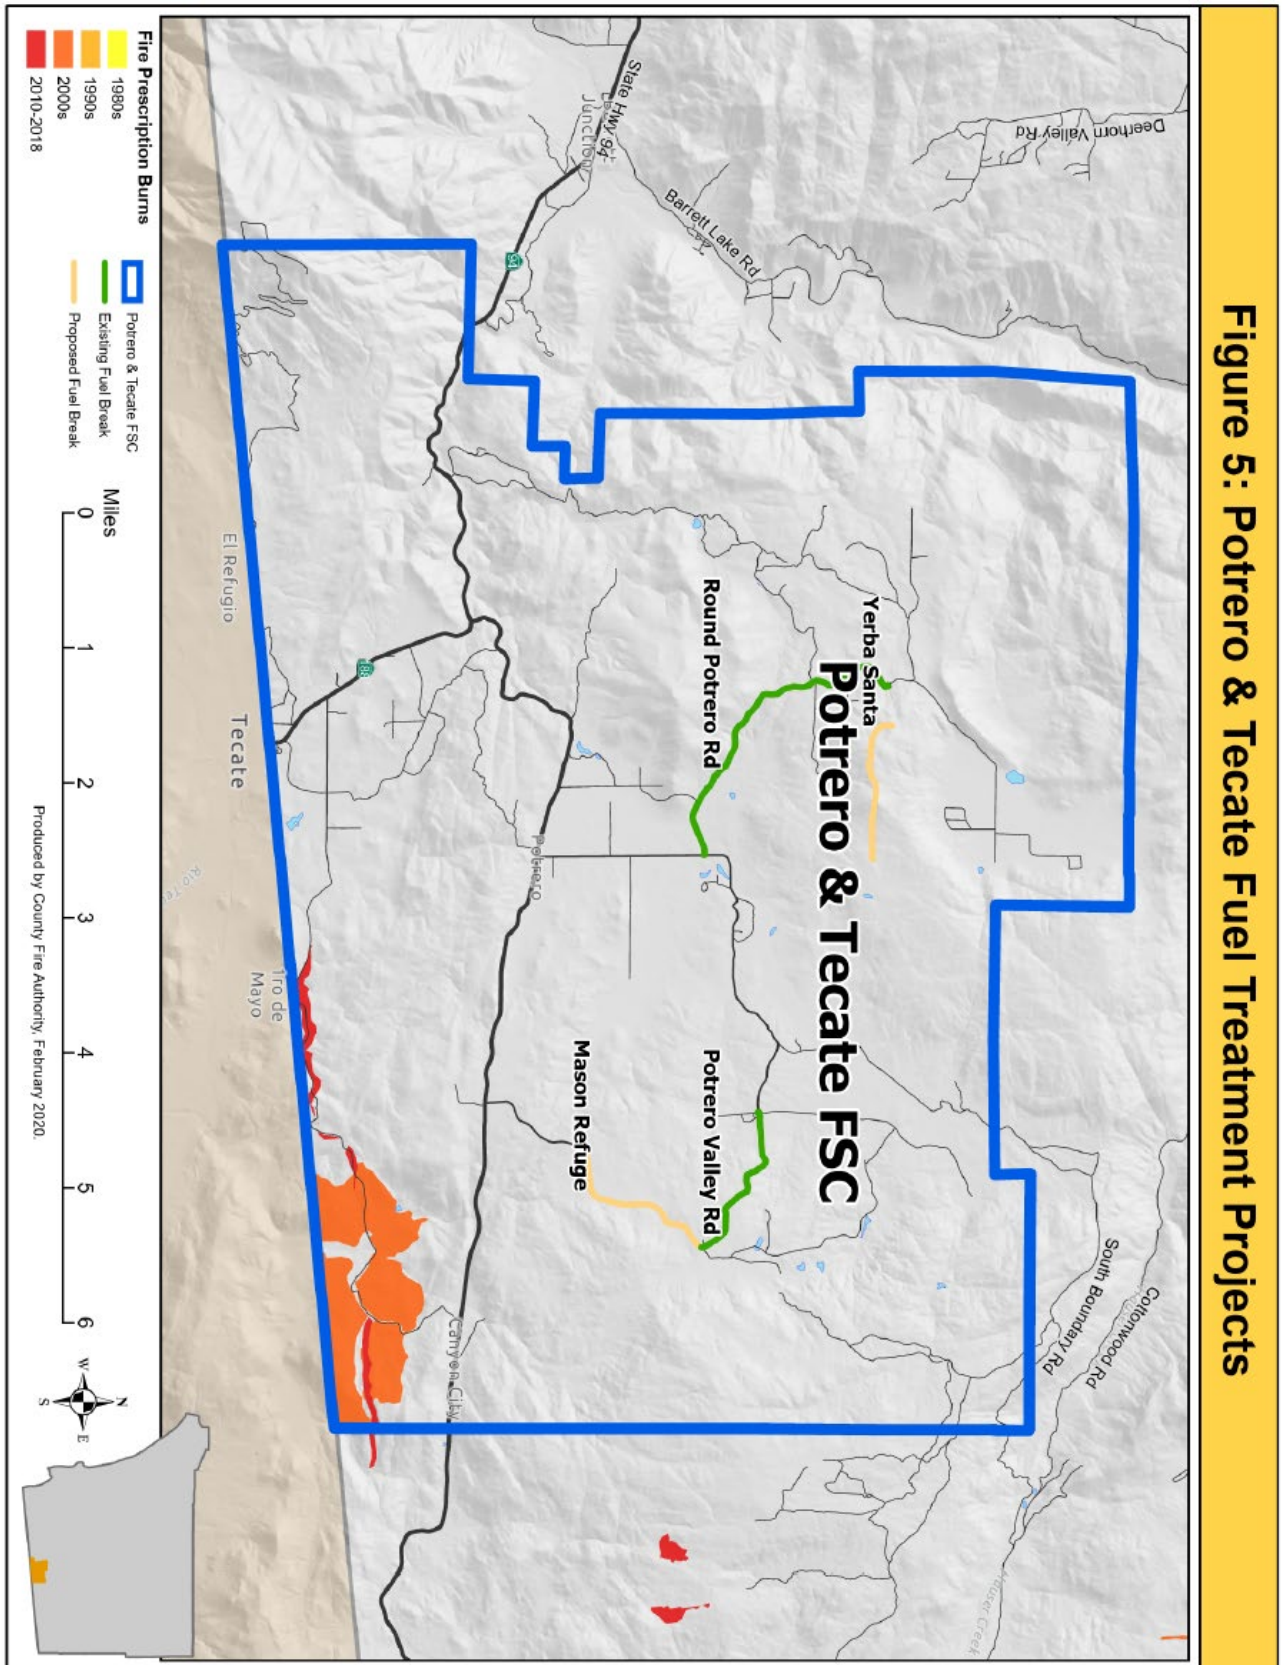 Figure 5: Potrero & Tecate Fuel Treatment Projects
Deerhorn Valley Rd
State Hwy 94
Junction
Barrett Lake Rd
94
Yerba Santa
Potrero & Tecate FSC
Round Potrero Rd
Potrero Valley Rd
Mason Refuge
South Boundary Rd
Cottonwood Rd
Potrero
Canyon City
188
El Refugio
Tecate
1ro de
Mayo
Fire Prescription Burns
1980s
1990s
2000s
2010-2018
Potrero & Tecate FSC
Existing Fuel Break
Proposed Fuel Break
Miles
0 1 2 3 4 5 6
Produced by County Fire Authority, February 2020.
N
W E
S